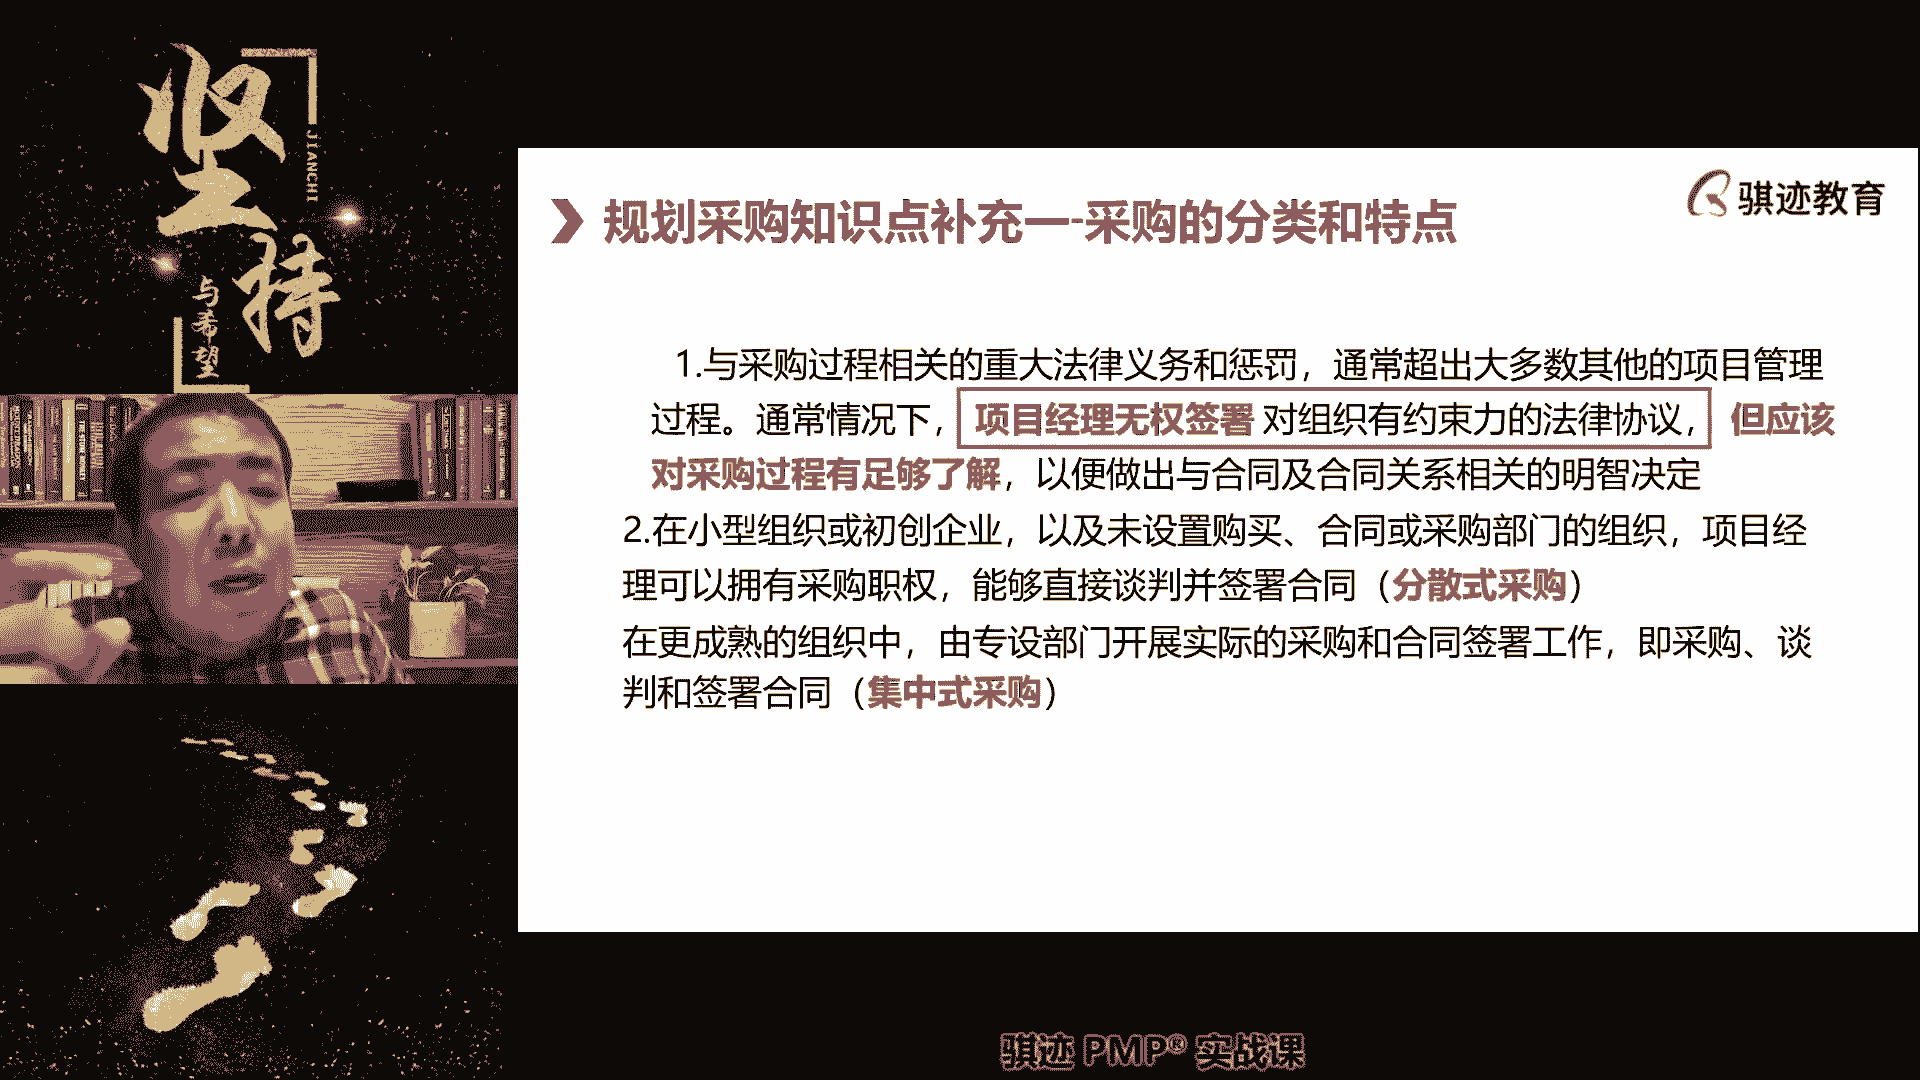 坚持
JIANCHI
与希望
骐迹教育
规划采购知识点补充一-采购的分类和特点
1.与采购过程相关的重大法律义务和惩罚，通常超出大多数其他的项目管理
过程。通常情况下，项目经理无权签署 对组织有约束力的法律协议，但应该
对采购过程有足够了解，以便做出与合同及合同关系相关的明智决定
2.在小型组织或初创企业，以及未设置购买、合同或采购部门的组织，项目经
理可以拥有采购职权，能够直接谈判并签署合同（分散式采购）
在更成熟的组织中，由专设部门开展实际的采购和合同签署工作，即采购、谈
判和签署合同（集中式采购）
骐迹 PMP® 实战课